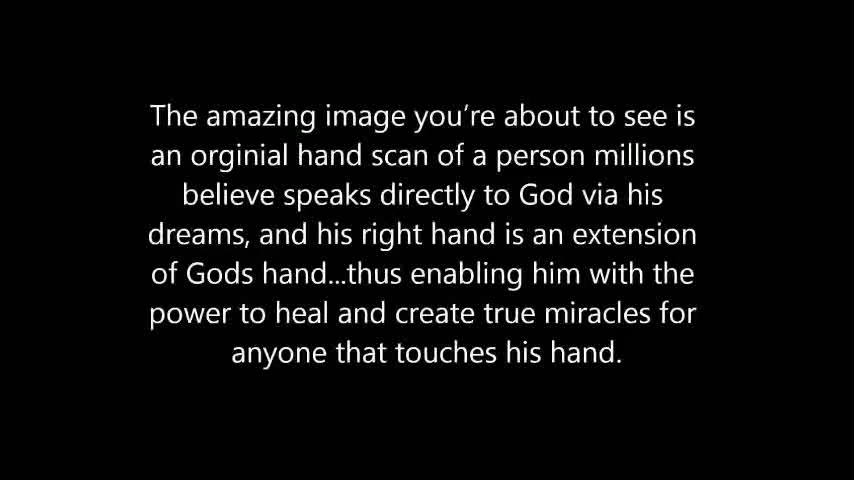 The amazing image you’re about to see is
an orginial hand scan of a person millions
believe speaks directly to God via his
dreams, and his right hand is an extension
of Gods hand...thus enabling him with the
power to heal and create true miracles for
anyone that touches his hand.